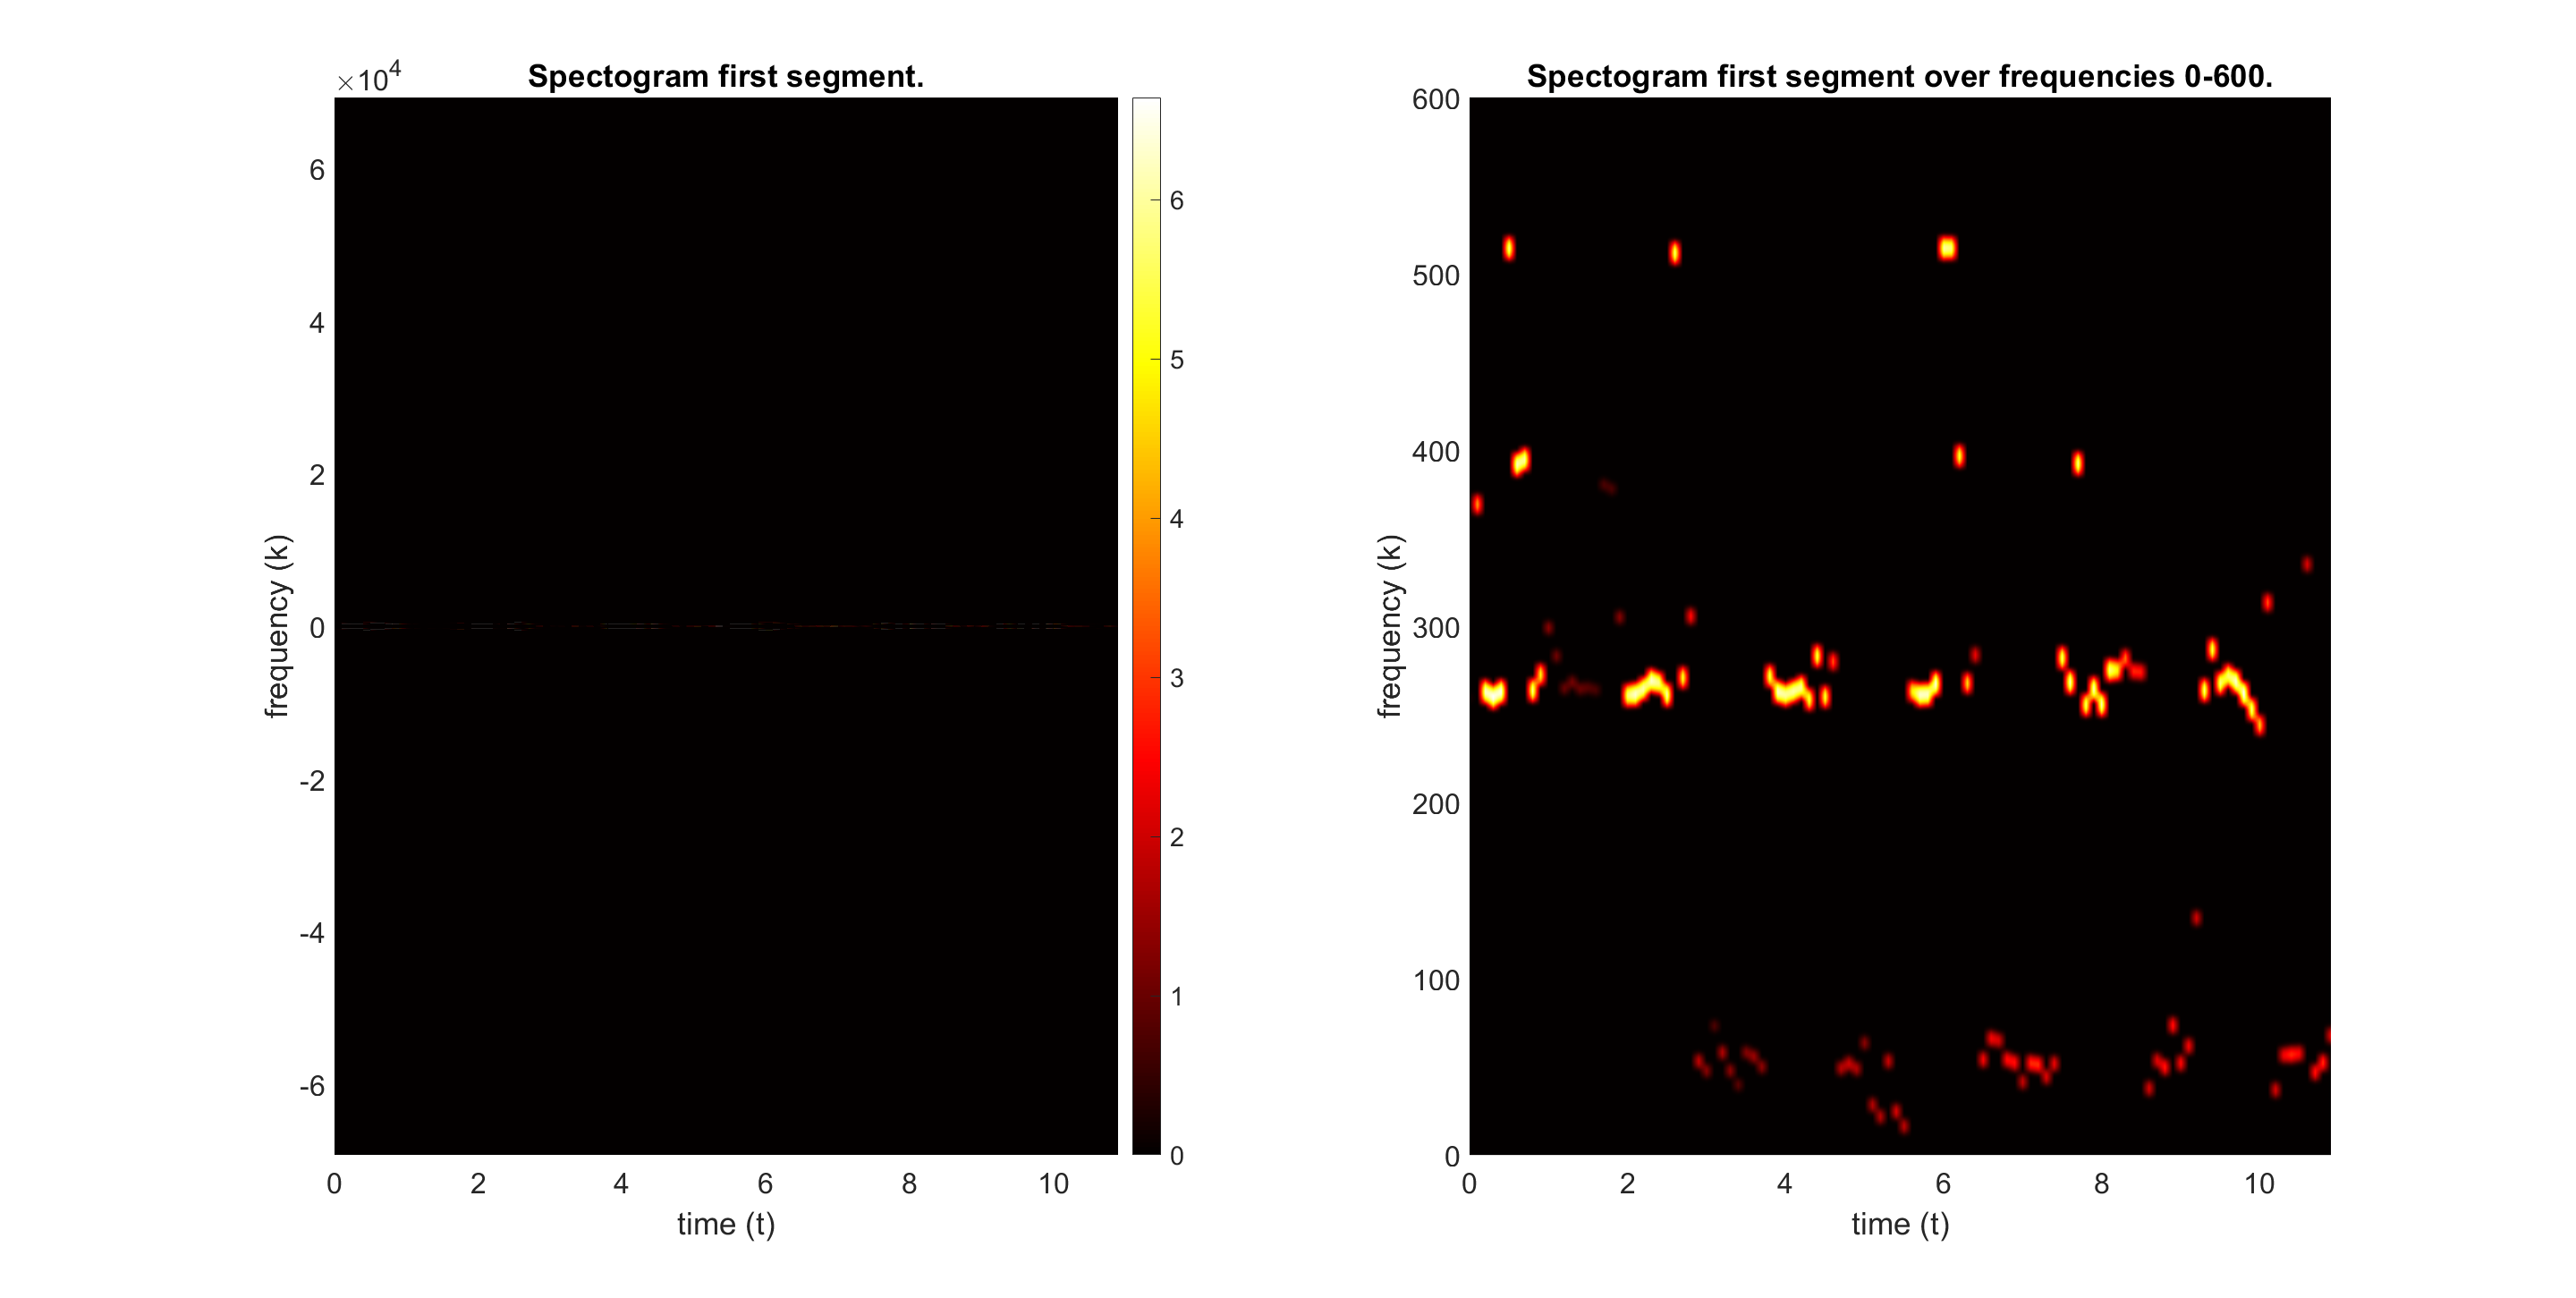 Spectogram first segment.
×10⁴
6
4
2
0
-2
-4
-6
frequency (k)
0 2 4 6 8 10
time (t)
6
5
4
3
2
1
0
Spectogram first segment over frequencies 0-600.
600
500
400
300
200
100
0
frequency (k)
0 2 4 6 8 10
time (t)